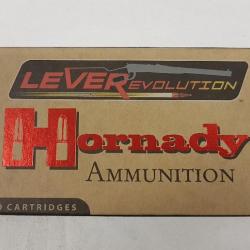 LEVEREVOLUTION
Hornady
AMMUNITION
CARTRIDGES